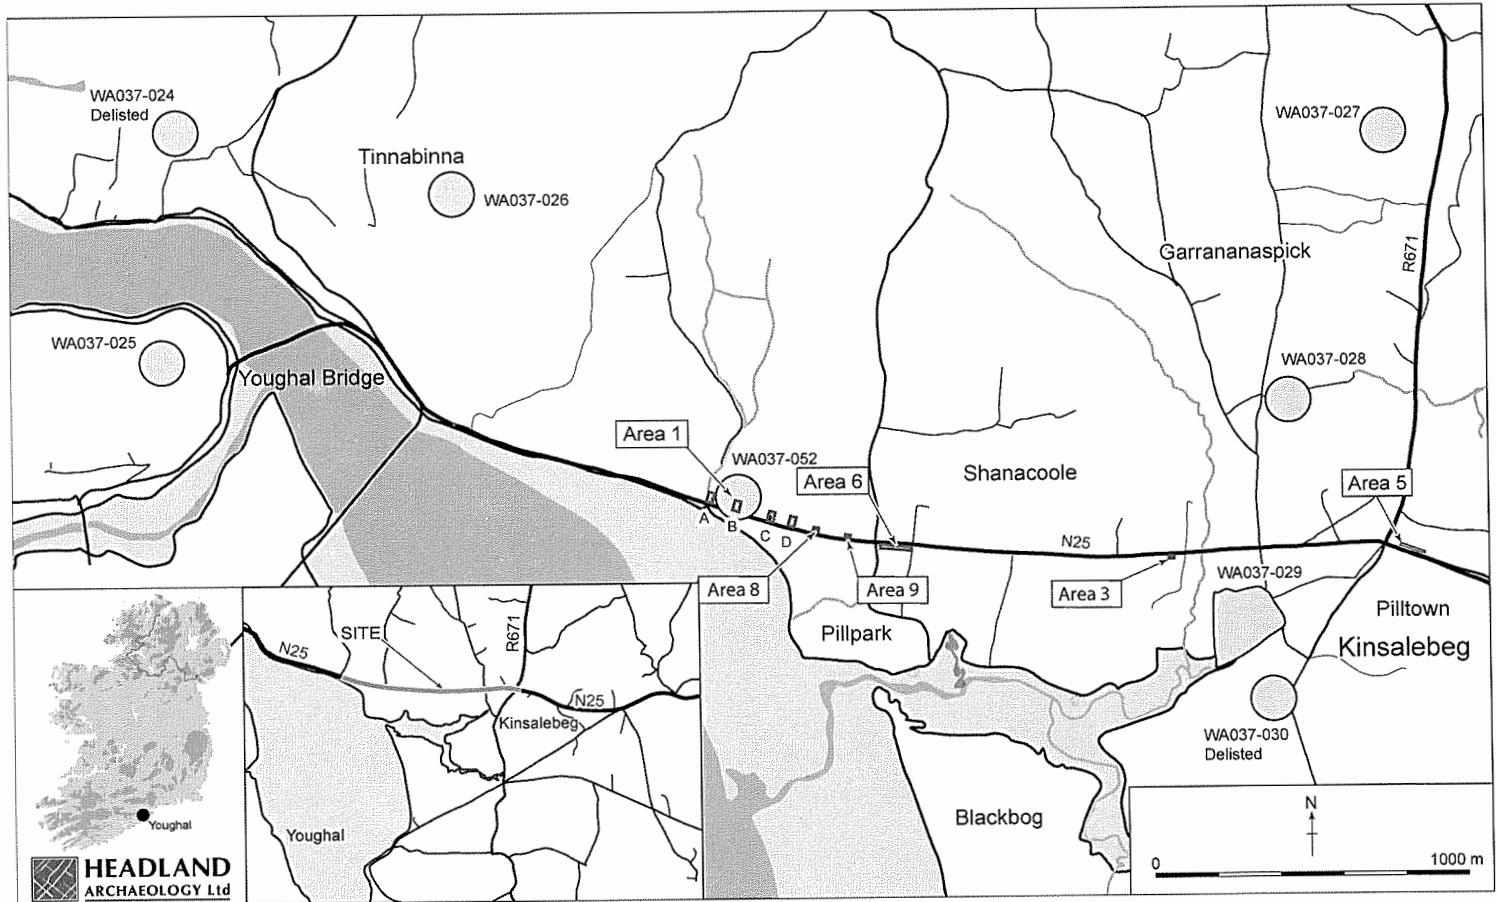 WA037-024
Delisted
Tinnabinna
WA037-026
WA037-027
Garrananaspick
R671
WA037-025
Youghal Bridge
WA037-028
Area 1
WA037-052
Area 6
Shanacoole
Area 5
A
B
C
D
N25
Area 8
Area 9
Area 3
WA037-029
Pilltown
Kinsalebeg
Pillpark
WA037-030
Delisted
Blackbog
SITE
R671
N25
N25
Kinsalebeg
Youghal
Youghal
HEADLAND
ARCHAEOLOGY Ltd
N
0 1000 m